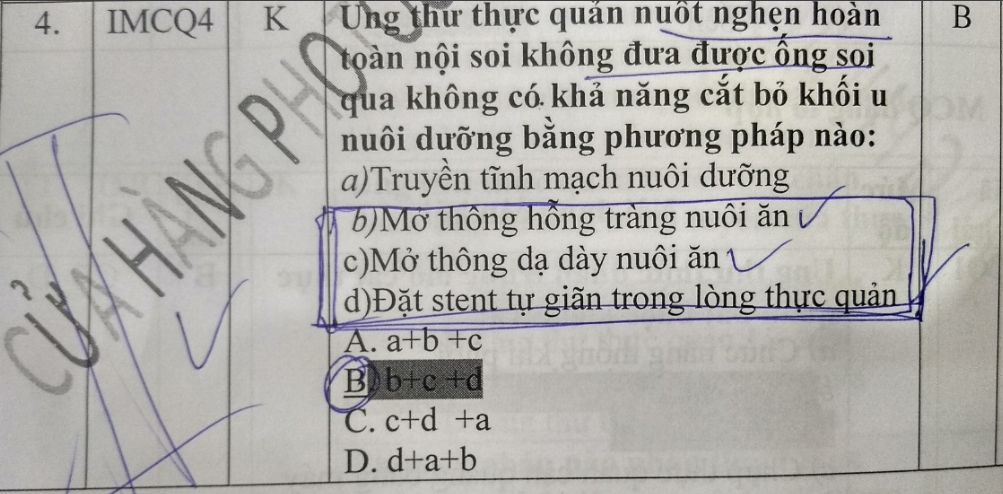 4. IMCQ4 K Ung thư thực quản nuốt nghẹn hoàn B
toàn nội soi không đưa được ống soi
qua không có khả năng cắt bỏ khối u
nuôi dưỡng bằng phương pháp nào:
a)Truyền tĩnh mạch nuôi dưỡng
b)Mở thông hỗng tràng nuôi ăn
c)Mở thông dạ dày nuôi ăn
d)Đặt stent tự giãn trong lòng thực quản
A. a+b +c
B. b+c +d
C. c+d +a
D. d+a+b
CỬA HÀNG PHOTO